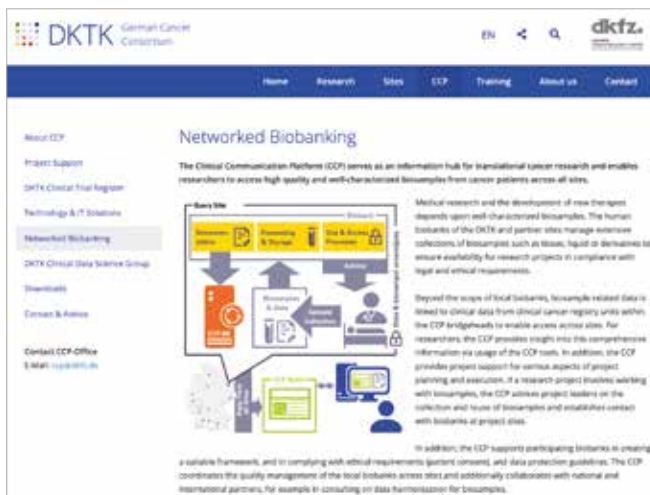 DKTK German Cancer Consortium
EN
dkfz.
Home Research Sites CCP Training About us Contact
About CCP
Project Support
DKTK Clinical Trial Register
Technology & IT Solutions
Networked Biobanking
DKTK Clinical Data Science Group
Downloads
Contact & Advice
Contact CCP-Office
E-Mail:
Networked Biobanking
The Clinical Communication Platform (CCP) serves as an information hub for translational cancer research and enables
researchers to access high quality and well-characterized biosamples from cancer patients across all sites.
Biobank
Processing
& Storage
Use & Access
Processes
Biosamples
& data
Medical research and the development of new therapies
depends upon well-characterized biosamples. The human
biobanks of the DKTK and partner sites manage extensive
collections of biosamples such as tissue, liquid or derivatives to
ensure availability for research projects in compliance with
legal and ethical requirements.
Beyond the scope of local biobanks, biosample related data is
linked to clinical data from clinical cancer registry units within
the CCP bridgeheads to enable access across sites. For
researchers, the CCP provides insight into this comprehensive
information via usage of the CCP tools. In addition, the CCP
provides project support for various aspects of project
planning and execution. If a research project involves working
with biosamples, the CCP advises project leaders on the
collection and reuse of biosamples and establishes contact
with biobanks at project sites.
In addition, the CCP supports participating biobanks in creating
a suitable framework, and in complying with ethical requirements (patient consent), and data protection guidelines. The CCP
coordinates the quality management of the local biobanks across sites and additionally collaborates with national and
international partners, for example in consulting on data harmonisation for biosamples.